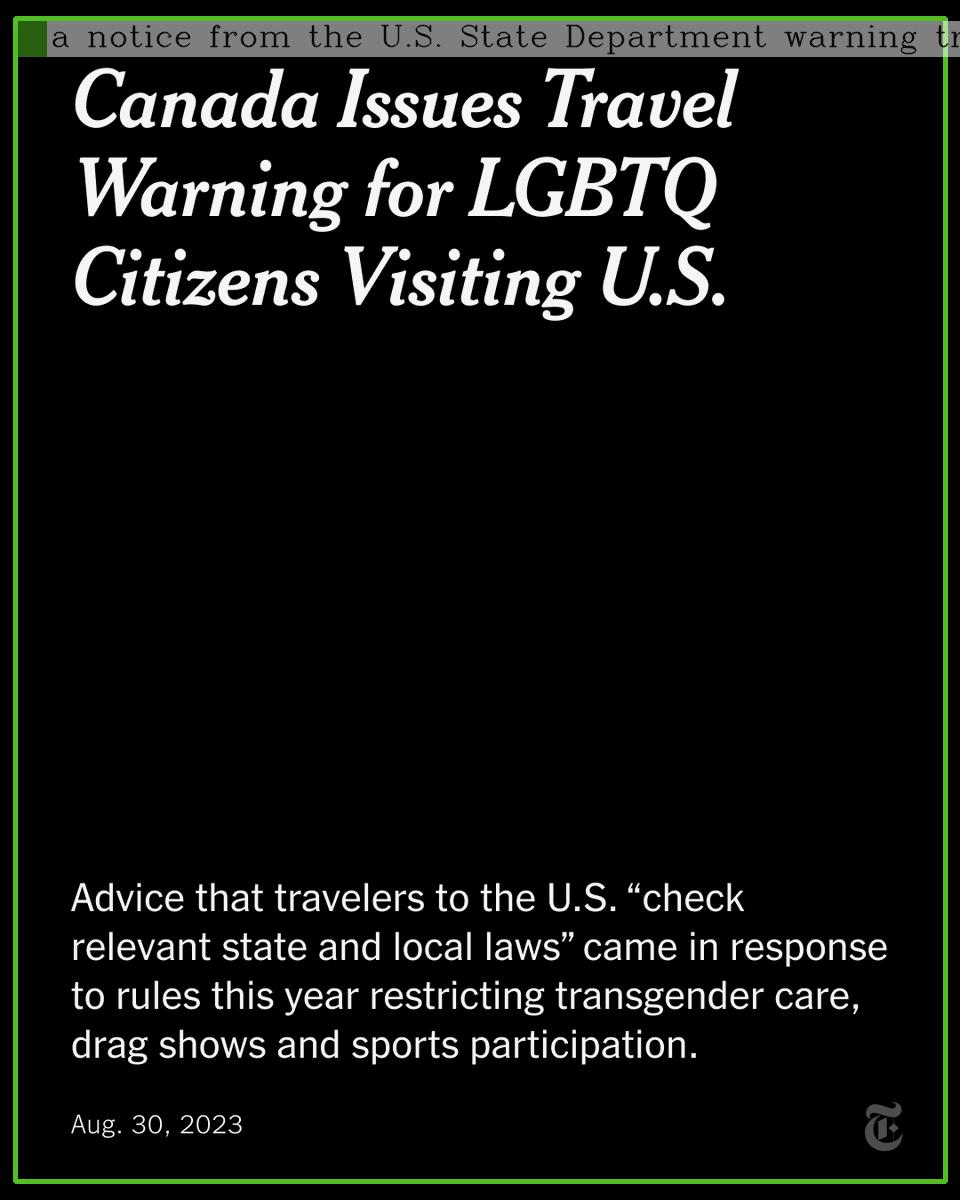 a notice from the U.S. State Department warning
Canada Issues Travel
Warning for LGBTQ
Citizens Visiting U.S.
Advice that travelers to the U.S. “check
relevant state and local laws” came in response
to rules this year restricting transgender care,
drag shows and sports participation.
Aug. 30, 2023
T